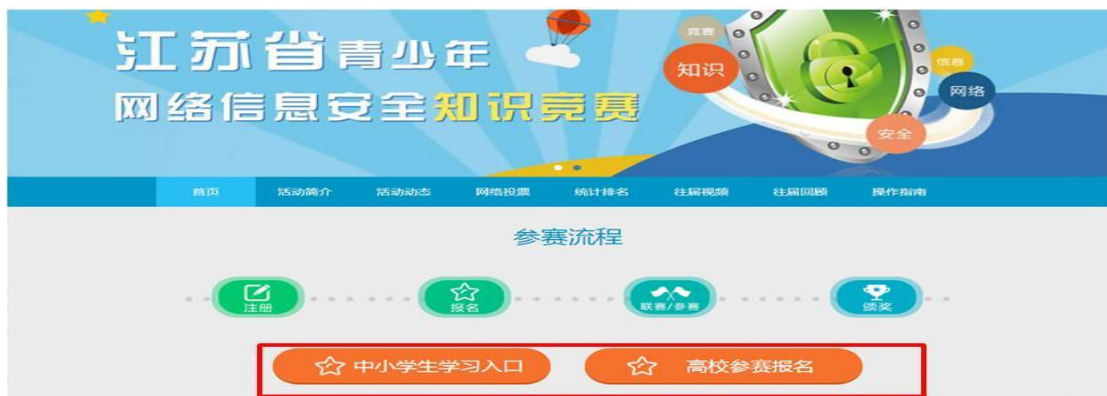 江苏省青少年
网络信息安全知识竞赛
竞赛
知识
信息
网络
安全
首页 活动简介 活动动态 网络投票 统计排名 往届视频 往届回顾 操作指南
参赛流程
注册 报名 联赛/参赛 颁奖
中小学生学习入口 高校参赛报名